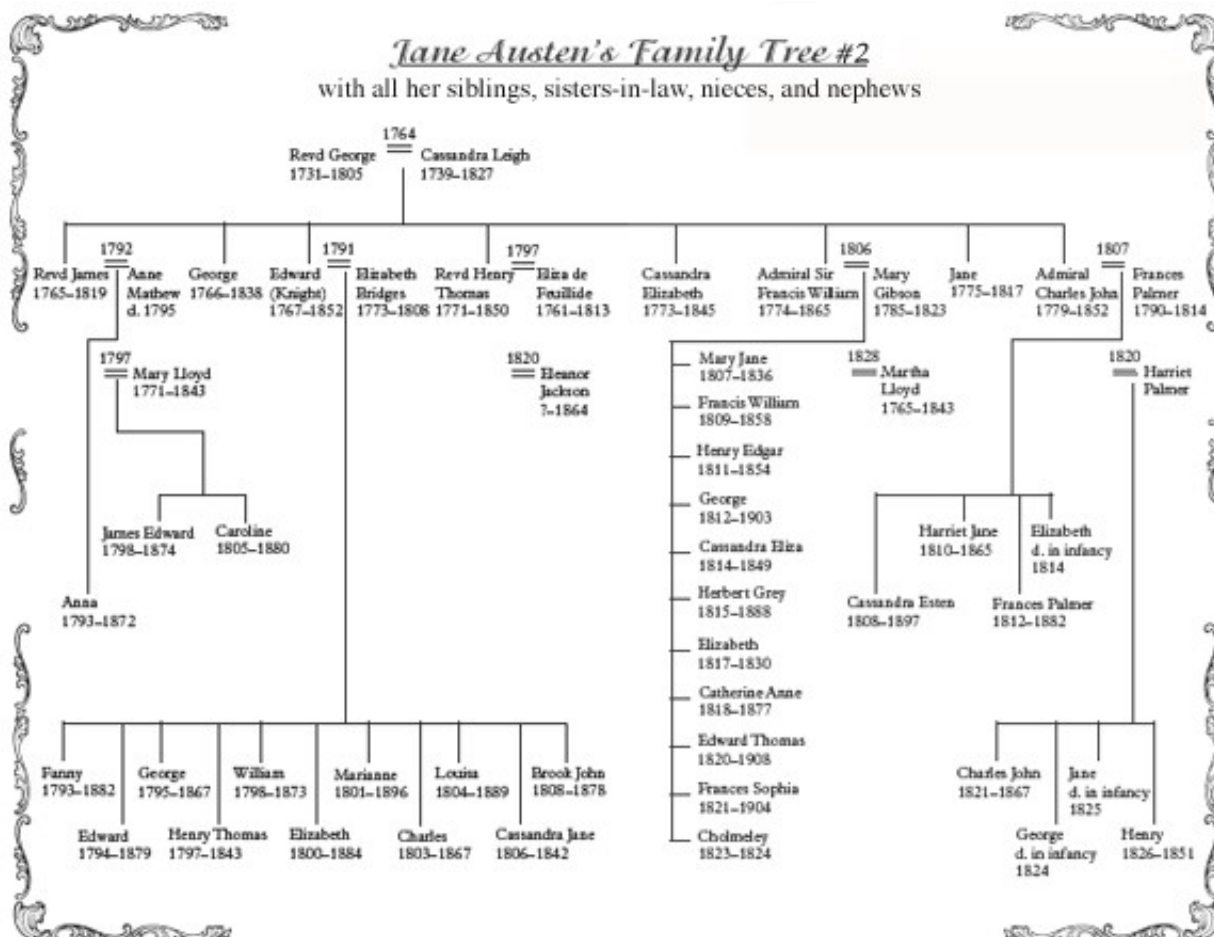 Jane Austen's Family Tree #2
with all her siblings, sisters-in-law, nieces, and nephews
1764
Revd George
1731–1805
Cassandra Leigh
1739–1827
1792
Revd James
1765–1819
Anne
Mathew
d. 1795
George
1766–1838
1791
Edward
(Knight)
1767–1852
Elizabeth
Bridges
1773–1808
1797
Revd Henry
Thomas
1771–1850
Eliza de
Feuillide
1761–1813
Cassandra
Elizabeth
1773–1845
1806
Admiral Sir
Francis William
1774–1865
Mary
Gibson
1785–1823
Jane
1775–1817
1807
Admiral
Charles John
1779–1852
Frances
Palmer
1790–1814
1797
Mary Lloyd
1771–1843
1820
Eleanor
Jackson
?–1864
1828
Martha
Lloyd
1765–1843
1820
Harriet
Palmer
James Edward
1798–1874
Caroline
1805–1880
Anna
1793–1872
Mary Jane
1807–1836
Francis William
1809–1858
Henry Edgar
1811–1854
George
1812–1903
Cassandra Eliza
1814–1849
Herbert Grey
1815–1888
Elizabeth
1817–1830
Catherine Anne
1818–1877
Edward Thomas
1820–1908
Frances Sophia
1821–1904
Cholmeley
1823–1824
Cassandra Esten
1808–1897
Harriet Jane
1810–1865
Frances Palmer
1812–1882
Elizabeth
d. in infancy
1814
Fanny
1793–1882
Edward
1794–1879
George
1795–1867
Henry Thomas
1797–1843
William
1798–1873
Elizabeth
1800–1884
Marianne
1801–1896
Charles
1803–1867
Louisa
1804–1889
Cassandra Jane
1806–1842
Brook John
1808–1878
Charles John
1821–1867
George
d. in infancy
1824
Jane
d. in infancy
1825
Henry
1826–1851